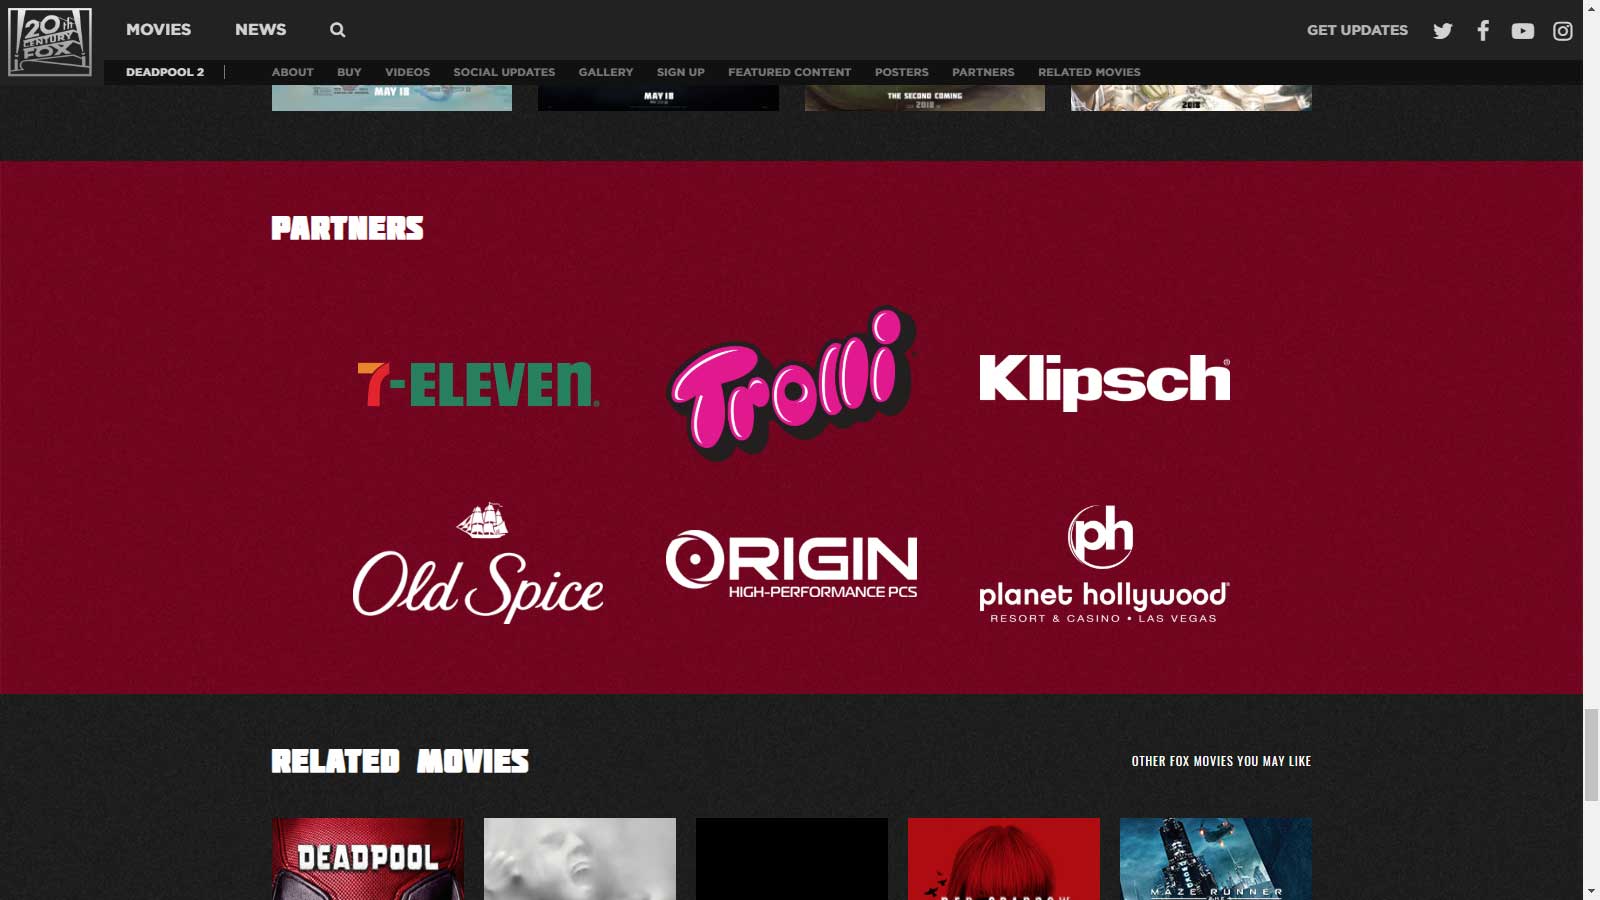 20th
CENTURY
FOX
MOVIES NEWS GET UPDATES
DEADPOOL 2 ABOUT BUY VIDEOS SOCIAL UPDATES GALLERY SIGN UP FEATURED CONTENT POSTERS PARTNERS RELATED MOVIES
MAY 18 MAY 18 THE SECOND COMING
2018 2018
PARTNERS
7-ELEVEN® Trolli Klipsch®
Old Spice ORIGIN HIGH-PERFORMANCE PCS ph planet hollywood
RESORT & CASINO • LAS VEGAS
RELATED MOVIES OTHER FOX MOVIES YOU MAY LIKE
DEADPOOL MAZE RUNNER